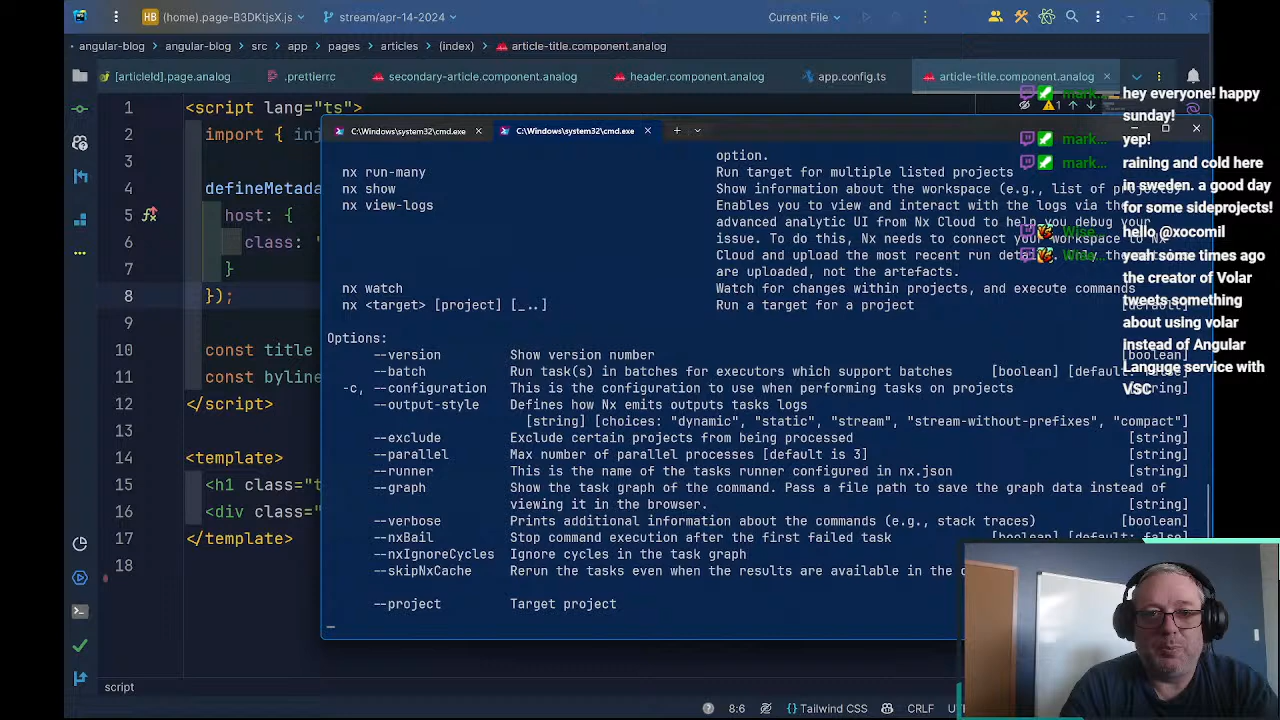 HB (home).page-B3DKtjsX.js
stream/apr-14-2024
Current File
angular-blog
angular-blog
src
app
pages
articles
(index)
article-title.component.analog
[articleId].page.analog
.prettierrc
secondary-article.component.analog
header.component.analog
app.config.ts
article-title.component.analog
1 <script lang="ts">
2 import { inj
3
4 defineMetada
5 host: {
6 class: '
7 }
8 });
9
10 const title
11 const byline
12 </script>
13
14 <template>
15 <h1 class="t
16 <div class="
17 </template>
18
script
8:6
Tailwind CSS
CRLF
C:\Windows\system32\cmd.exe
C:\Windows\system32\cmd.exe
option.
nx run-many Run target for multiple listed projects
nx show Show information about the workspace (e.g., list of projects)
nx view-logs Enables you to view and interact with the logs via the
advanced analytic UI from Nx Cloud to help you debug your
issue. To do this, Nx needs to connect your workspace to Nx
Cloud and upload the most recent run
are uploaded, not the artefacts.
nx watch Watch for changes within projects, and execute commands
nx <target> [project] [_..] Run a target for a project [default]
Options:
--version Show version number [boolean]
--batch Run task(s) in batches for executors which support batches [boolean] [default: false]
-c, --configuration This is the configuration to use when performing tasks on projects [string]
--output-style Defines how Nx emits outputs tasks logs
[string] [choices: "dynamic", "static", "stream", "stream-without-prefixes", "compact"]
--exclude Exclude certain projects from being processed [string]
--parallel Max number of parallel processes [default is 3] [string]
--runner This is the name of the tasks runner configured in nx.json [string]
--graph Show the task graph of the command. Pass a file path to save the graph data instead of
viewing it in the browser. [string]
--verbose Prints additional information about the commands (e.g., stack traces) [boolean]
--nxBail Stop command execution after the first failed task [boolean] [default: false]
--nxIgnoreCycles Ignore cycles in the task graph
--skipNxCache Rerun the tasks even when the results are available in the
--project Target project
mark... hey everyone! happy
sunday!
mark... yep!
mark... raining and cold here
in sweden. a good day
for some sideprojects!
Wise... hello @xocomil
Wise... yeah some times ago
the creator of Volar
tweets something
about using volar
instead of Angular
Languge service with
VSC